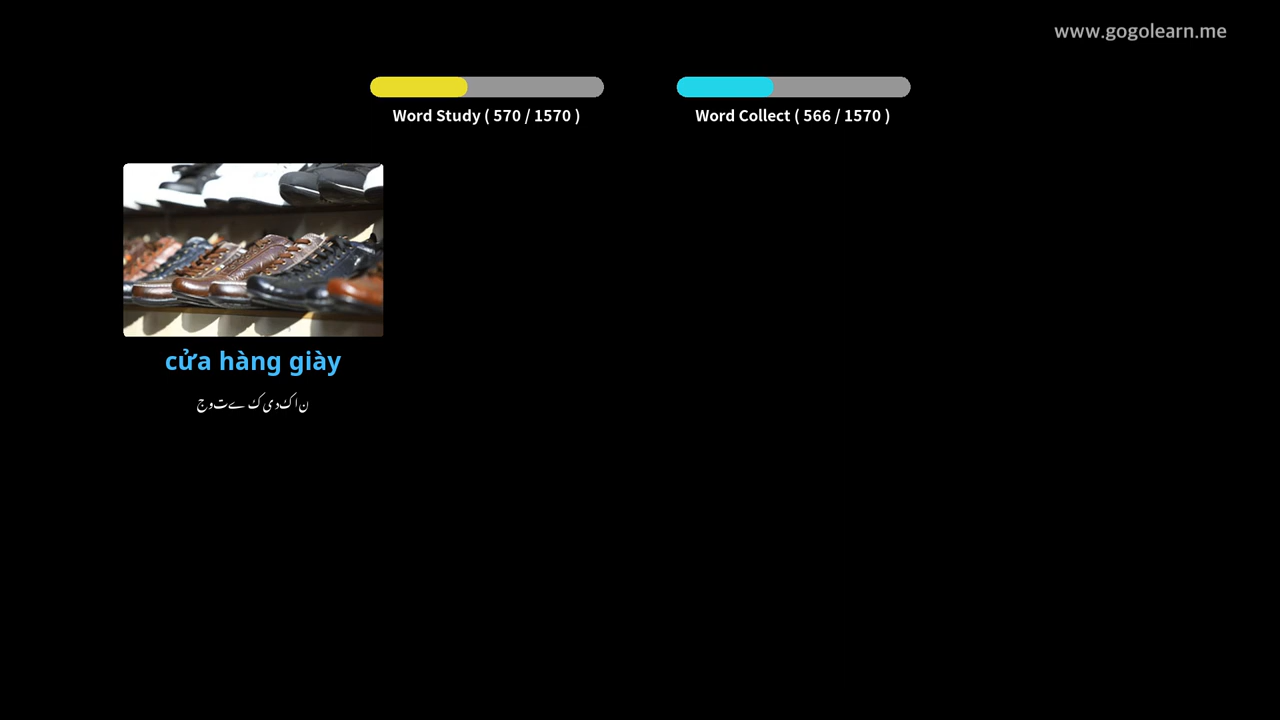 www.gogolearn.me
Word Study ( 570 / 1570 )
Word Collect ( 566 / 1570 )
cửa hàng giày
جوتے کی دکان